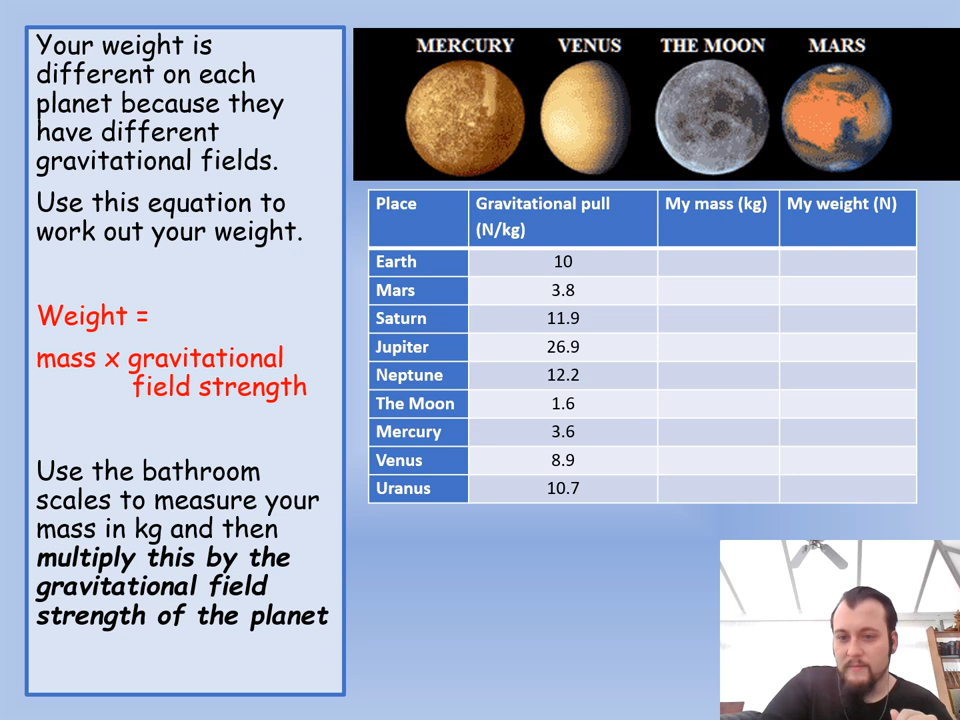 Your weight is
different on each
planet because they
have different
gravitational fields.
Use this equation to
work out your weight.
Weight =
mass x gravitational
field strength
Use the bathroom
scales to measure your
mass in kg and then
multiply this by the
gravitational field
strength of the planet
MERCURY VENUS THE MOON MARS
Place Gravitational pull (N/kg) My mass (kg) My weight (N)
Earth 10
Mars 3.8
Saturn 11.9
Jupiter 26.9
Neptune 12.2
The Moon 1.6
Mercury 3.6
Venus 8.9
Uranus 10.7